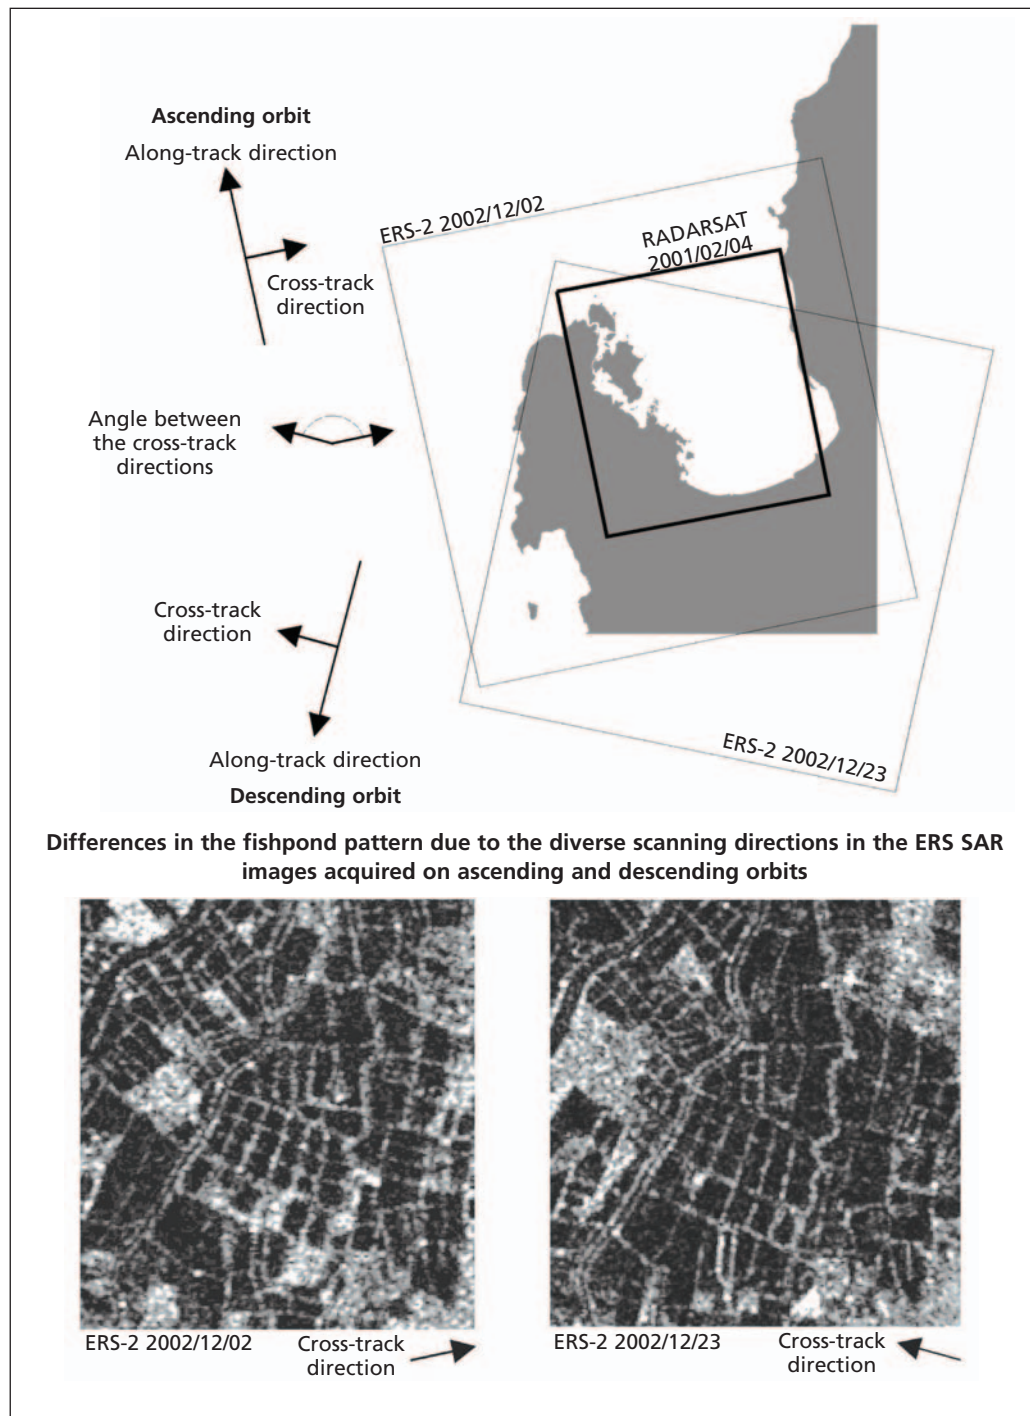 Ascending orbit
Along-track direction
Cross-track
direction
ERS-2 2002/12/02
RADARSAT
2001/02/04
Angle between
the cross-track
directions
Cross-track
direction
Along-track direction
Descending orbit
ERS-2 2002/12/23
Differences in the fishpond pattern due to the diverse scanning directions in the ERS SAR
images acquired on ascending and descending orbits
ERS-2 2002/12/02
Cross-track
direction
ERS-2 2002/12/23
Cross-track
direction